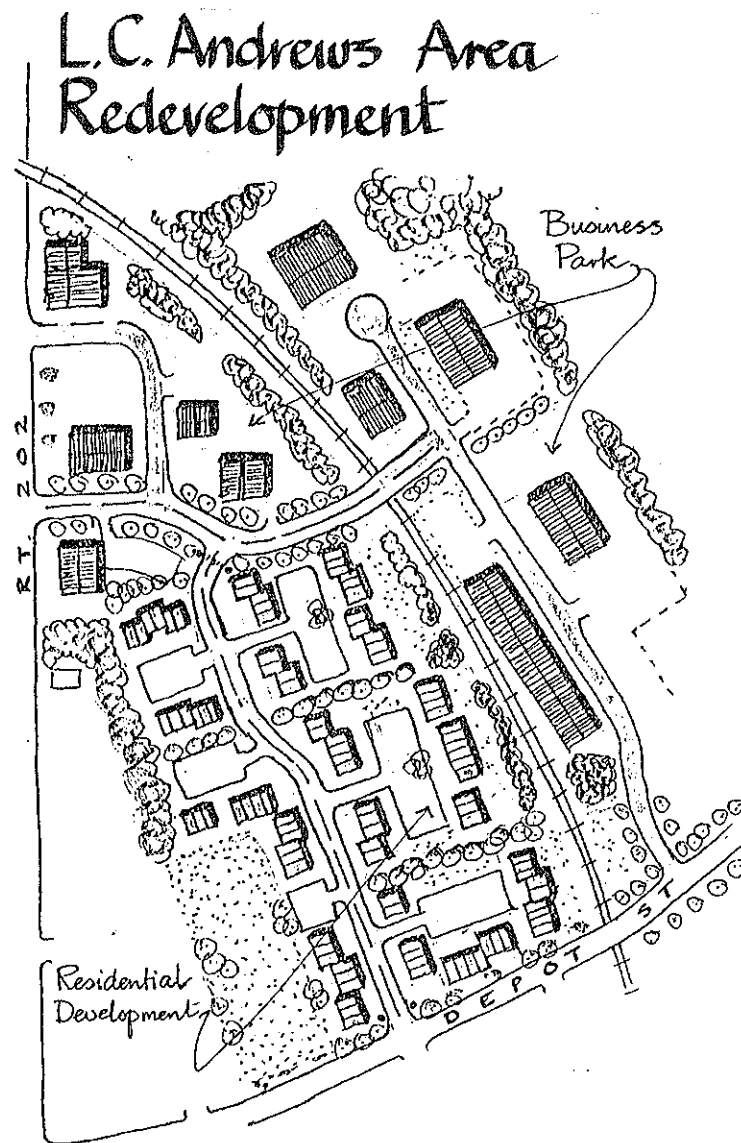 L.C. Andrews Area
Redevelopment
Business
Park
RT. 202
Residential
Development
DEPOT ST